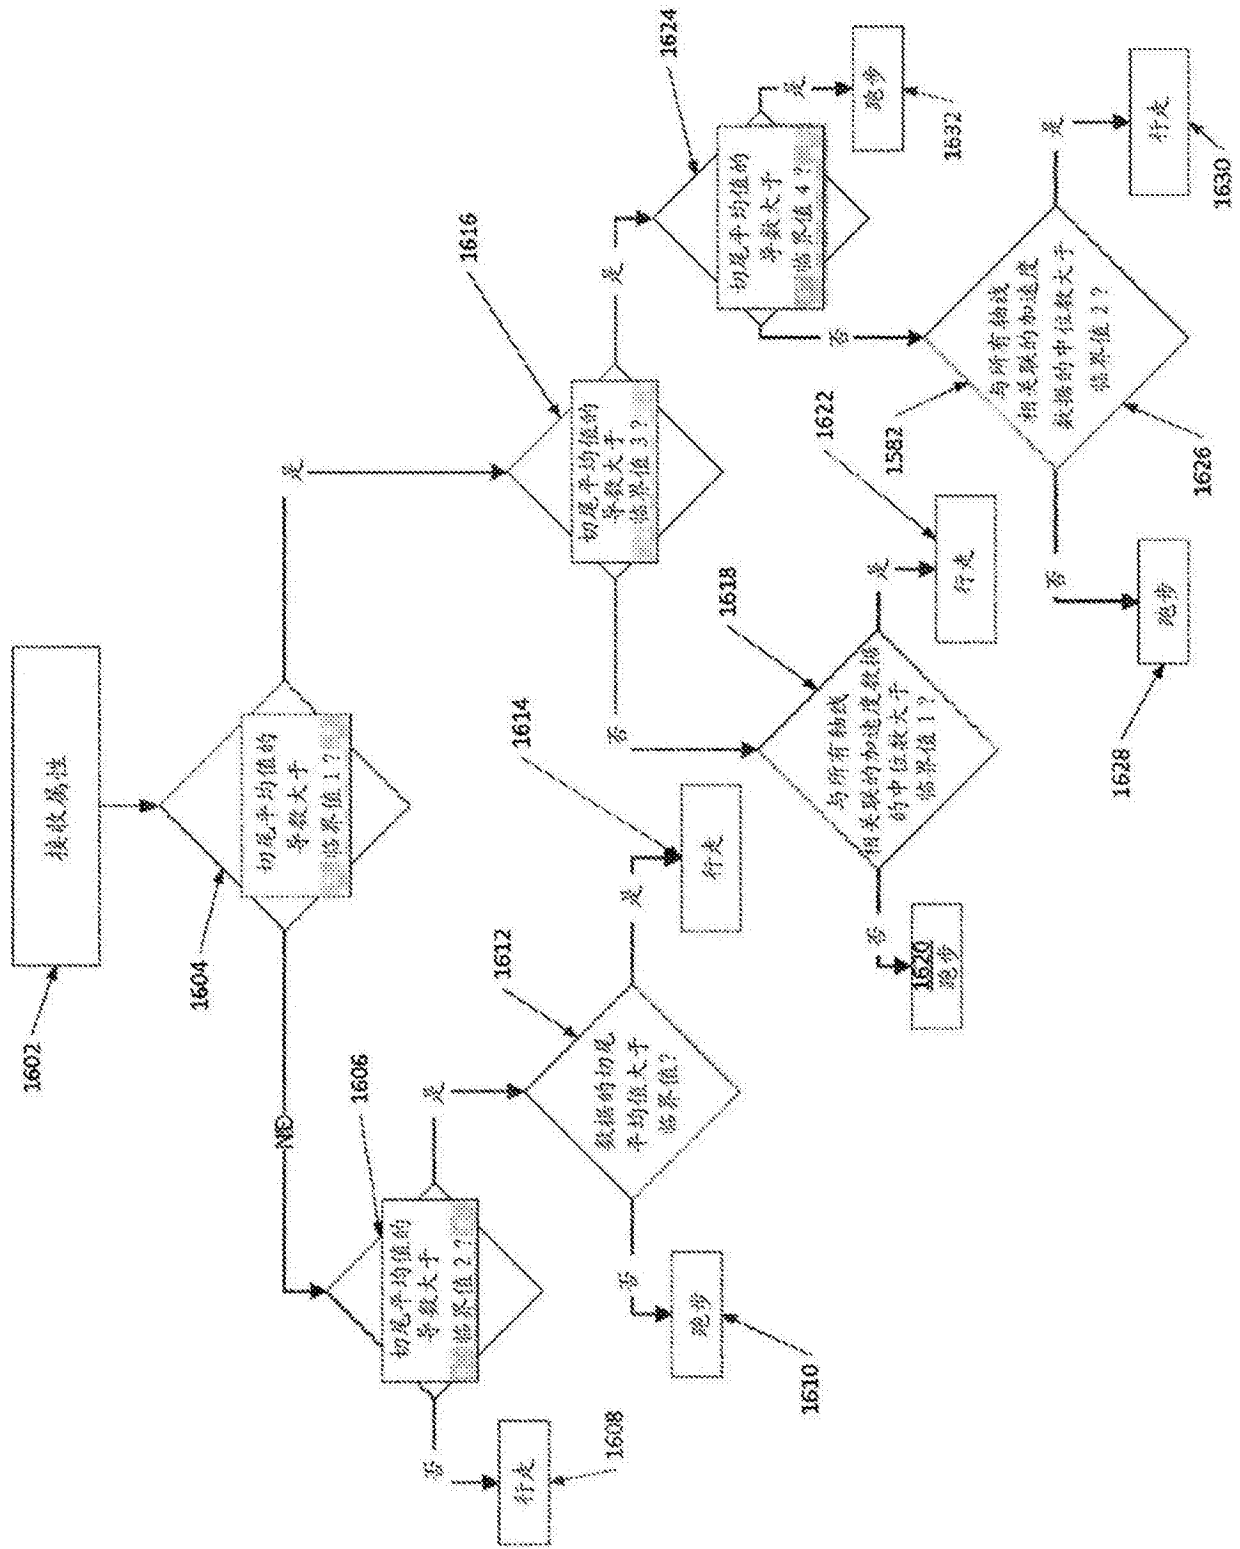 1602
接收属性
1604
切尾平均值的
导数大于
临界值1?
NO
是
1606
切尾平均值的
导数大于
临界值2?
否
是
行走
1608
1612
数据的切尾
平均值大于
临界值?
否
是
跑步
1610
行走
1614
1616
切尾平均值的
导数大于
临界值3?
否
是
1618
与所有轴线
相关联的加速度数据
的中位数大于
临界值1?
否
是
1620
跑步
行走
1622
1624
切尾平均值的
导数大于
临界值4?
否
是
跑步
1632
1582
与所有轴线
相关联的加速度
数据的中位数大于
临界值2?
1626
否
是
跑步
1628
行走
1630